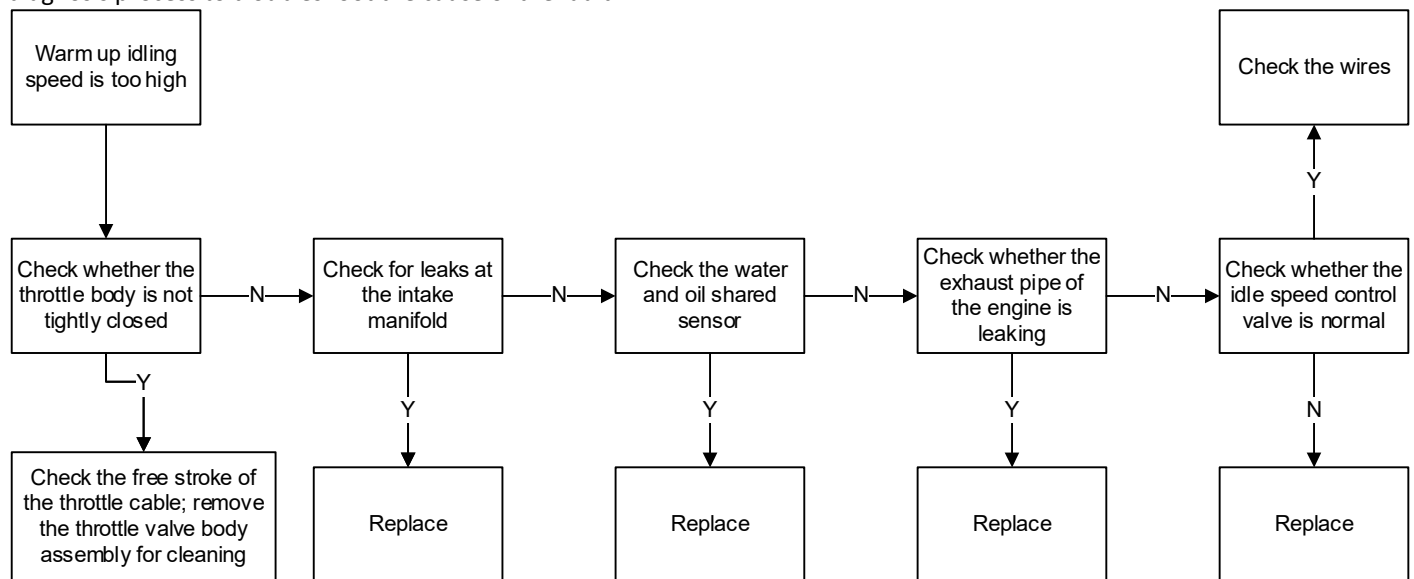 Warm up idling
speed is too high
Check the wires
Y
Check whether the
throttle body is not
tightly closed
N
Check for leaks at
the intake
manifold
N
Check the water
and oil shared
sensor
N
Check whether the
exhaust pipe of
the engine is
leaking
N
Check whether the
idle speed control
valve is normal
Y
Y
Y
Y
N
Check the free stroke of
the throttle cable; remove
the throttle valve body
assembly for cleaning
Replace
Replace
Replace
Replace